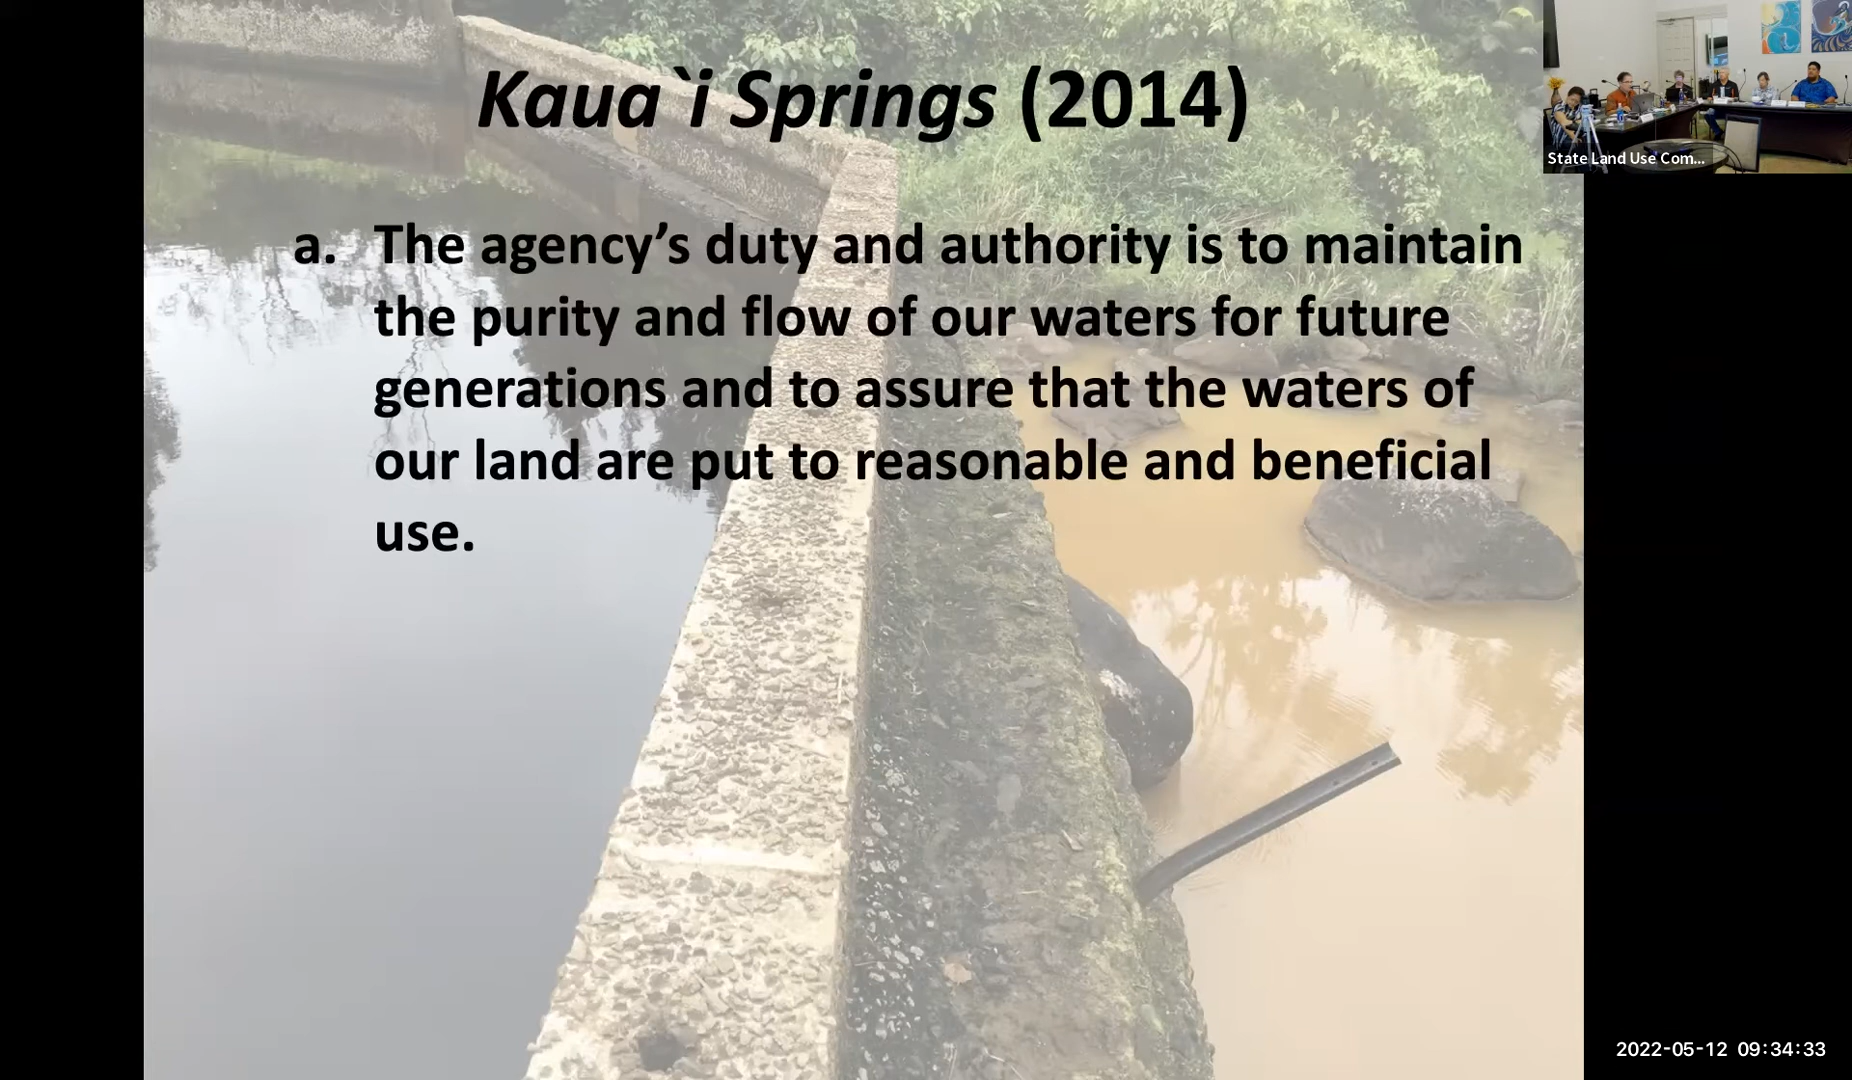 Kaua`i Springs (2014)
State Land Use Com...
a. The agency’s duty and authority is to maintain
the purity and flow of our waters for future
generations and to assure that the waters of
our land are put to reasonable and beneficial
use.
2022-05-12 09:34:33